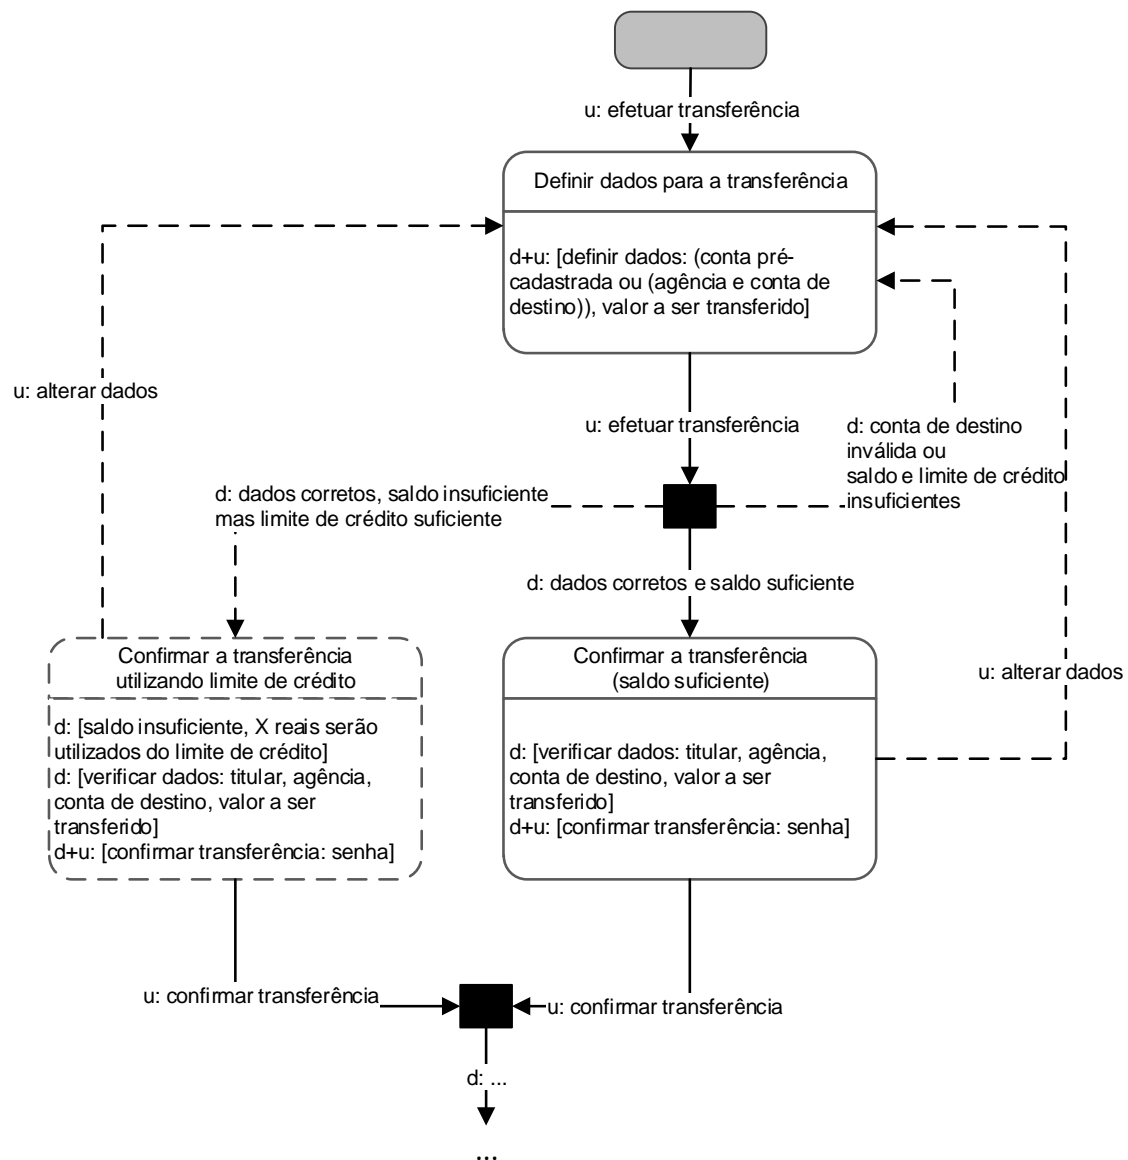 u: efetuar transferência
Definir dados para a transferência
d+u: [definir dados: (conta pré-
cadastrada ou (agência e conta de
destino)), valor a ser transferido]
u: alterar dados
u: efetuar transferência
d: conta de destino
inválida ou
saldo e limite de crédito
insuficientes
d: dados corretos, saldo insuficiente
mas limite de crédito suficiente
d: dados corretos e saldo suficiente
Confirmar a transferência
utilizando limite de crédito
d: [saldo insuficiente, X reais serão
utilizados do limite de crédito]
d: [verificar dados: titular, agência,
conta de destino, valor a ser
transferido]
d+u: [confirmar transferência: senha]
Confirmar a transferência
(saldo suficiente)
d: [verificar dados: titular, agência,
conta de destino, valor a ser
transferido]
d+u: [confirmar transferência: senha]
u: alterar dados
u: confirmar transferência
u: confirmar transferência
d: ...
...